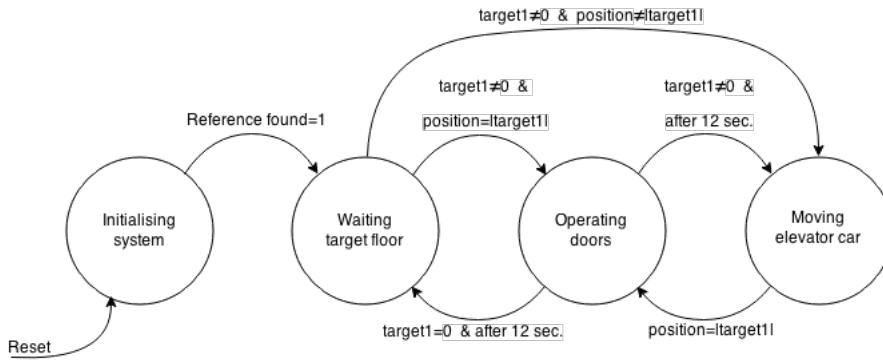 target1≠0 & position≠|target1|
target1≠0 &
position=|target1|
target1≠0 &
after 12 sec.
Reference found=1
Initialising
system
Waiting
target floor
Operating
doors
Moving
elevator car
target1=0 & after 12 sec.
position=|target1|
Reset